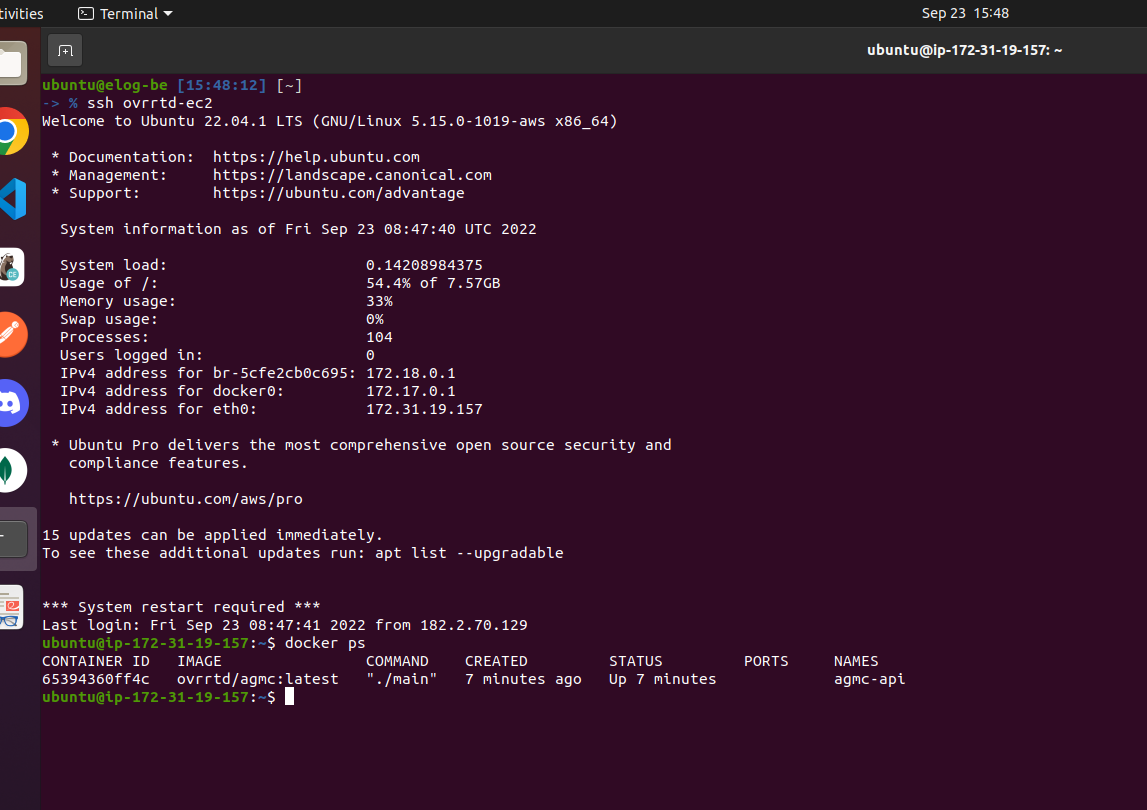 tivities Terminal Sep 23 15:48
ubuntu@ip-172-31-19-157: ~
ubuntu@elog-be [15:48:12] [~]
-> % ssh ovrrtd-ec2
Welcome to Ubuntu 22.04.1 LTS (GNU/Linux 5.15.0-1019-aws x86_64)
* Documentation: https://help.ubuntu.com
* Management: https://landscape.canonical.com
* Support: https://ubuntu.com/advantage
System information as of Fri Sep 23 08:47:40 UTC 2022
System load: 0.14208984375
Usage of /: 54.4% of 7.57GB
Memory usage: 33%
Swap usage: 0%
Processes: 104
Users logged in: 0
IPv4 address for br-5cfe2cb0c695: 172.18.0.1
IPv4 address for docker0: 172.17.0.1
IPv4 address for eth0: 172.31.19.157
* Ubuntu Pro delivers the most comprehensive open source security and
compliance features.
https://ubuntu.com/aws/pro
15 updates can be applied immediately.
To see these additional updates run: apt list --upgradable
*** System restart required ***
Last login: Fri Sep 23 08:47:41 2022 from 182.2.70.129
ubuntu@ip-172-31-19-157:~$ docker ps
CONTAINER ID IMAGE COMMAND CREATED STATUS PORTS NAMES
65394360ff4c ovrrtd/agmc:latest "./main" 7 minutes ago Up 7 minutes agmc-api
ubuntu@ip-172-31-19-157:~$